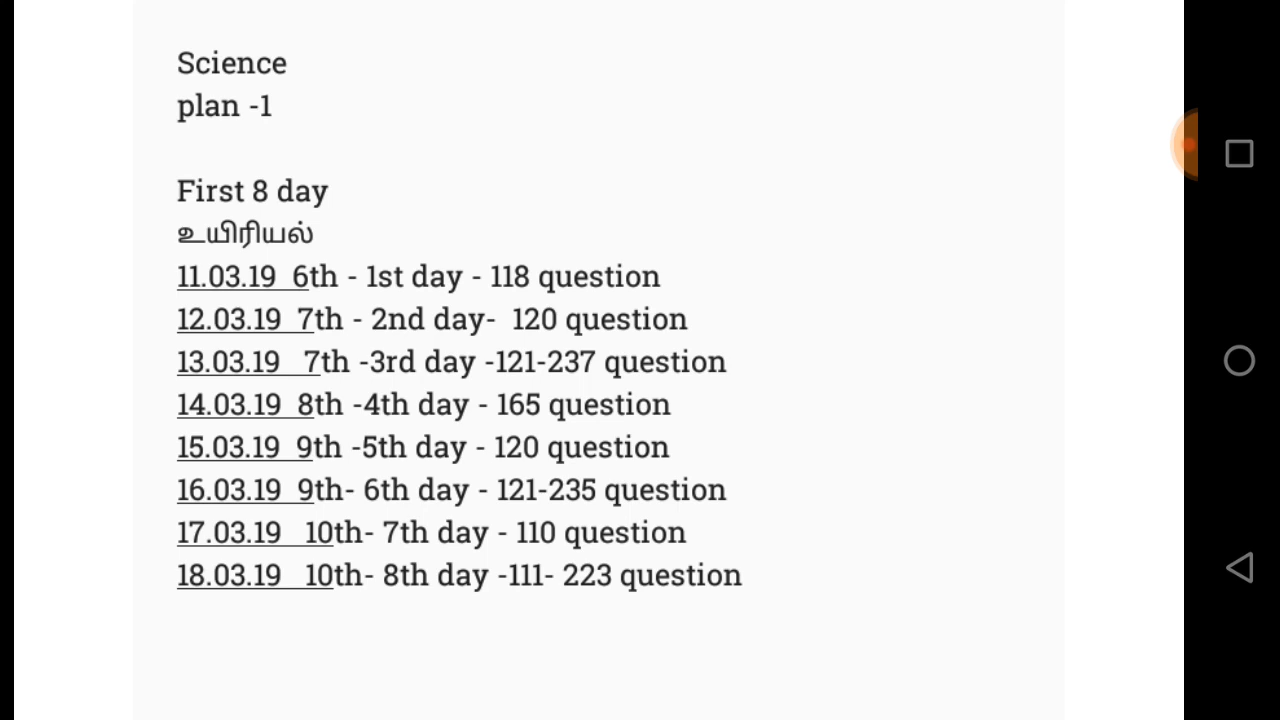 Science
plan -1
First 8 day
உயிரியல்
11.03.19  6th - 1st day - 118 question
12.03.19  7th - 2nd day-  120 question
13.03.19   7th -3rd day -121-237 question
14.03.19  8th -4th day - 165 question
15.03.19  9th -5th day - 120 question
16.03.19  9th- 6th day - 121-235 question
17.03.19   10th- 7th day - 110 question
18.03.19   10th- 8th day -111- 223 question